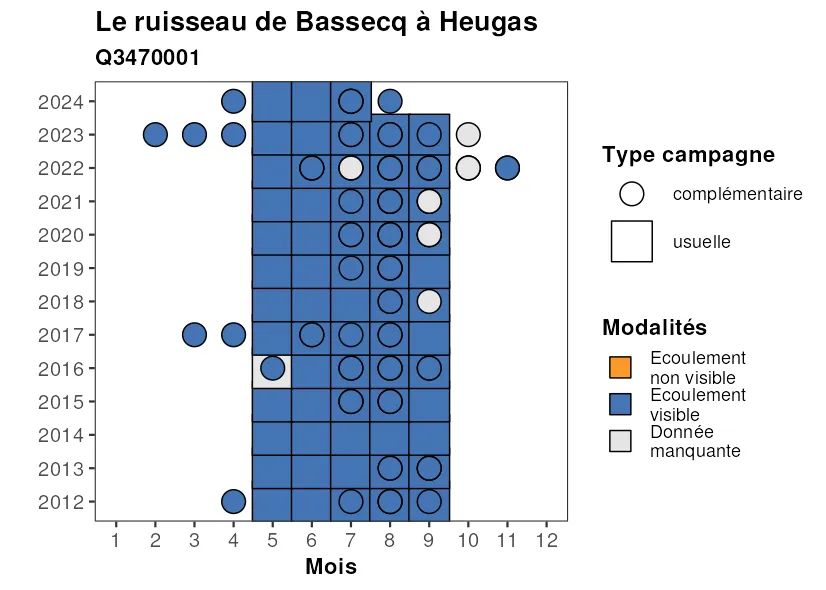 Le ruisseau de Bassecq à Heugas
Q3470001
2024
2023
2022
2021
2020
2019
2018
2017
2016
2015
2014
2013
2012
1 2 3 4 5 6 7 8 9 10 11 12
Mois
Type campagne
complémentaire
usuelle
Modalités
Ecoulement
non visible
Ecoulement
visible
Donnée
manquante